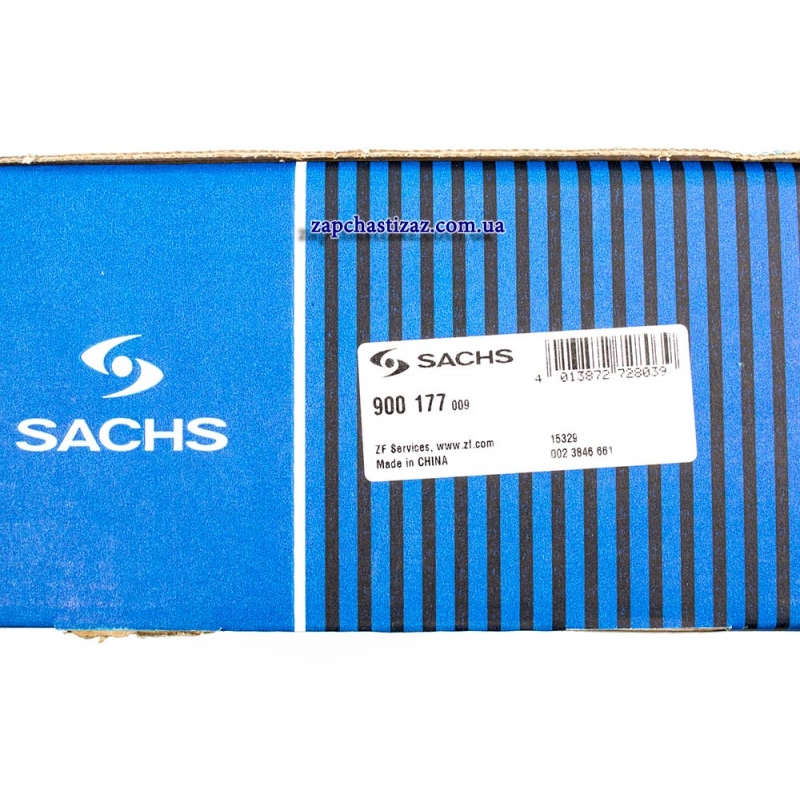 zapchastizaz.com.ua
SACHS
SACHS
4 013872 728039
900 177 009
ZF Services, www.zf.com
Made in CHINA
15329
002 3846 661